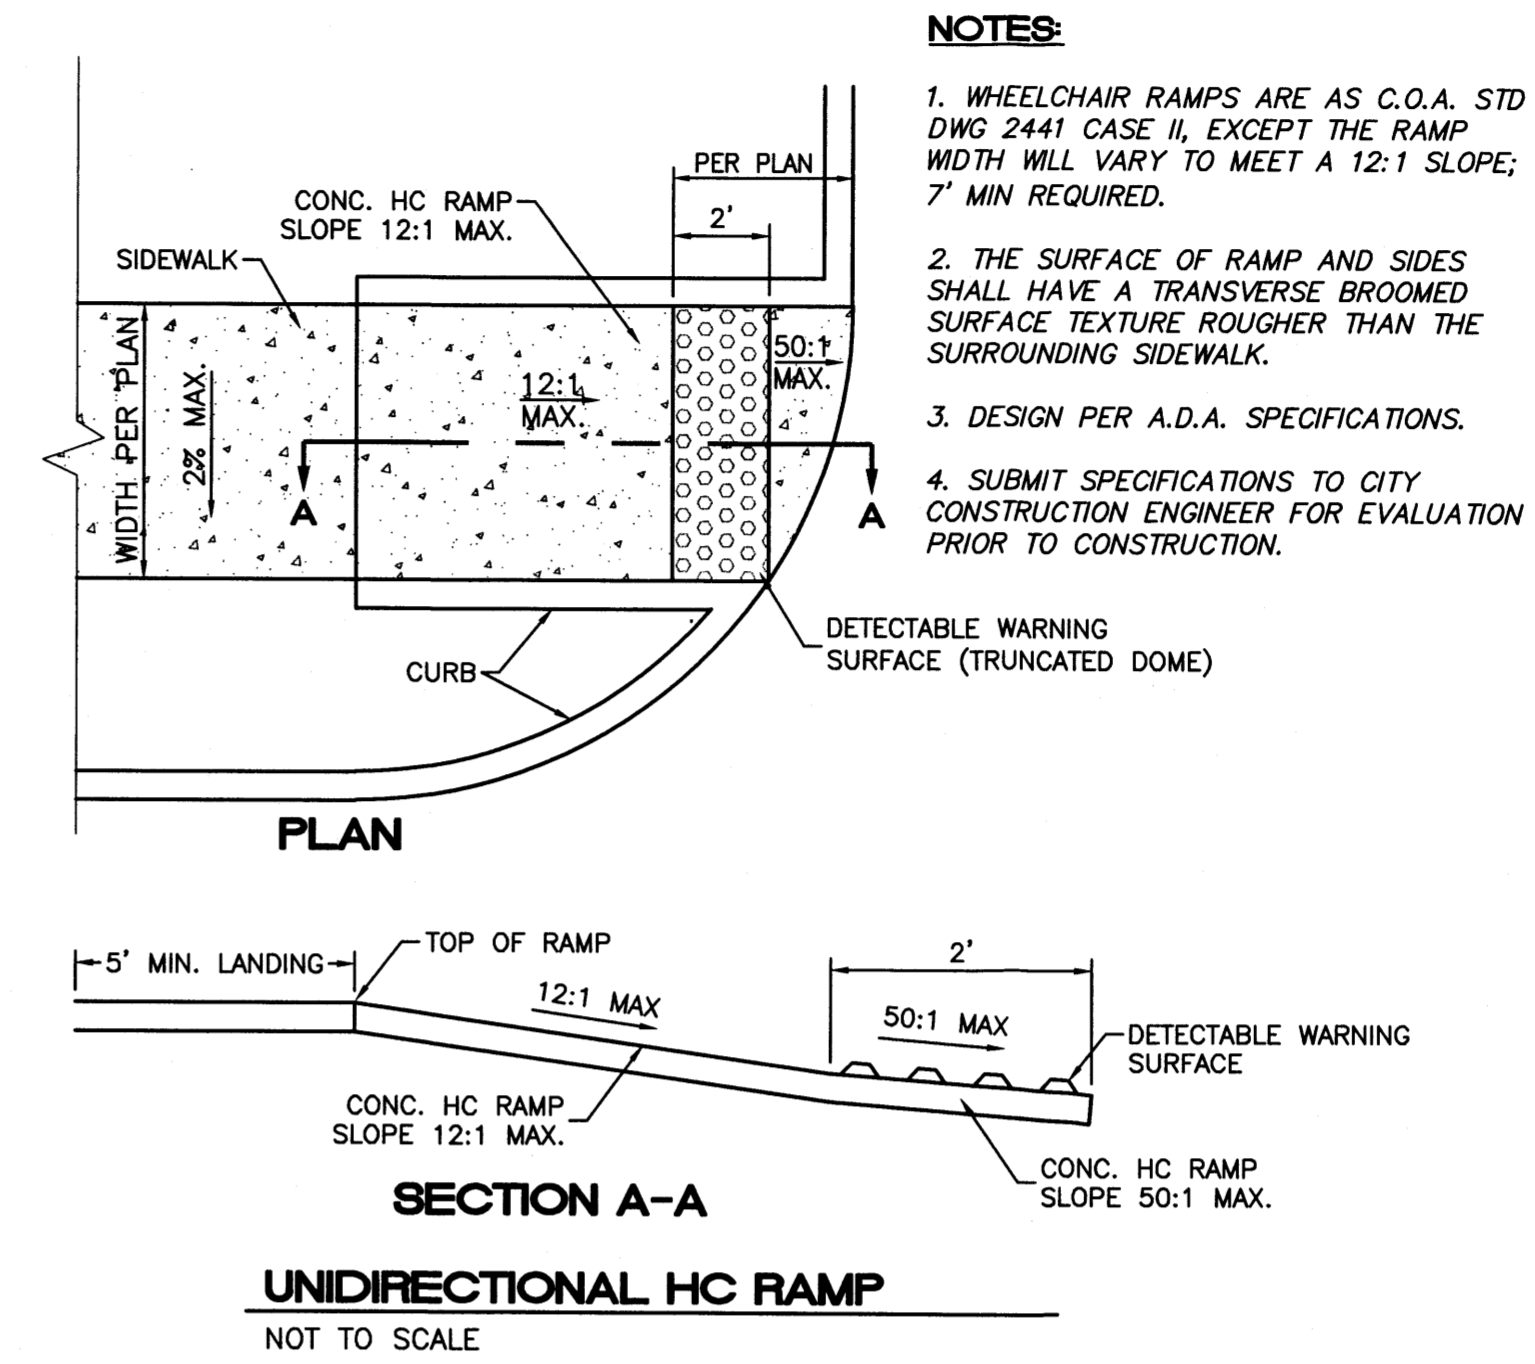 NOTES:
1. WHEELCHAIR RAMPS ARE AS C.O.A. STD
DWG 2441 CASE II, EXCEPT THE RAMP
WIDTH WILL VARY TO MEET A 12:1 SLOPE;
7' MIN REQUIRED.
2. THE SURFACE OF RAMP AND SIDES
SHALL HAVE A TRANSVERSE BROOMED
SURFACE TEXTURE ROUGHER THAN THE
SURROUNDING SIDEWALK.
3. DESIGN PER A.D.A. SPECIFICATIONS.
4. SUBMIT SPECIFICATIONS TO CITY
CONSTRUCTION ENGINEER FOR EVALUATION
PRIOR TO CONSTRUCTION.
PER PLAN
CONC. HC RAMP
SLOPE 12:1 MAX.
2'
SIDEWALK
WIDTH PER PLAN
2% MAX.
12:1
MAX.
50:1
MAX.
A
A
DETECTABLE WARNING
SURFACE (TRUNCATED DOME)
CURB
PLAN
5' MIN. LANDING
TOP OF RAMP
12:1 MAX
2'
50:1 MAX
DETECTABLE WARNING
SURFACE
CONC. HC RAMP
SLOPE 12:1 MAX.
CONC. HC RAMP
SLOPE 50:1 MAX.
SECTION A-A
UNIDIRECTIONAL HC RAMP
NOT TO SCALE